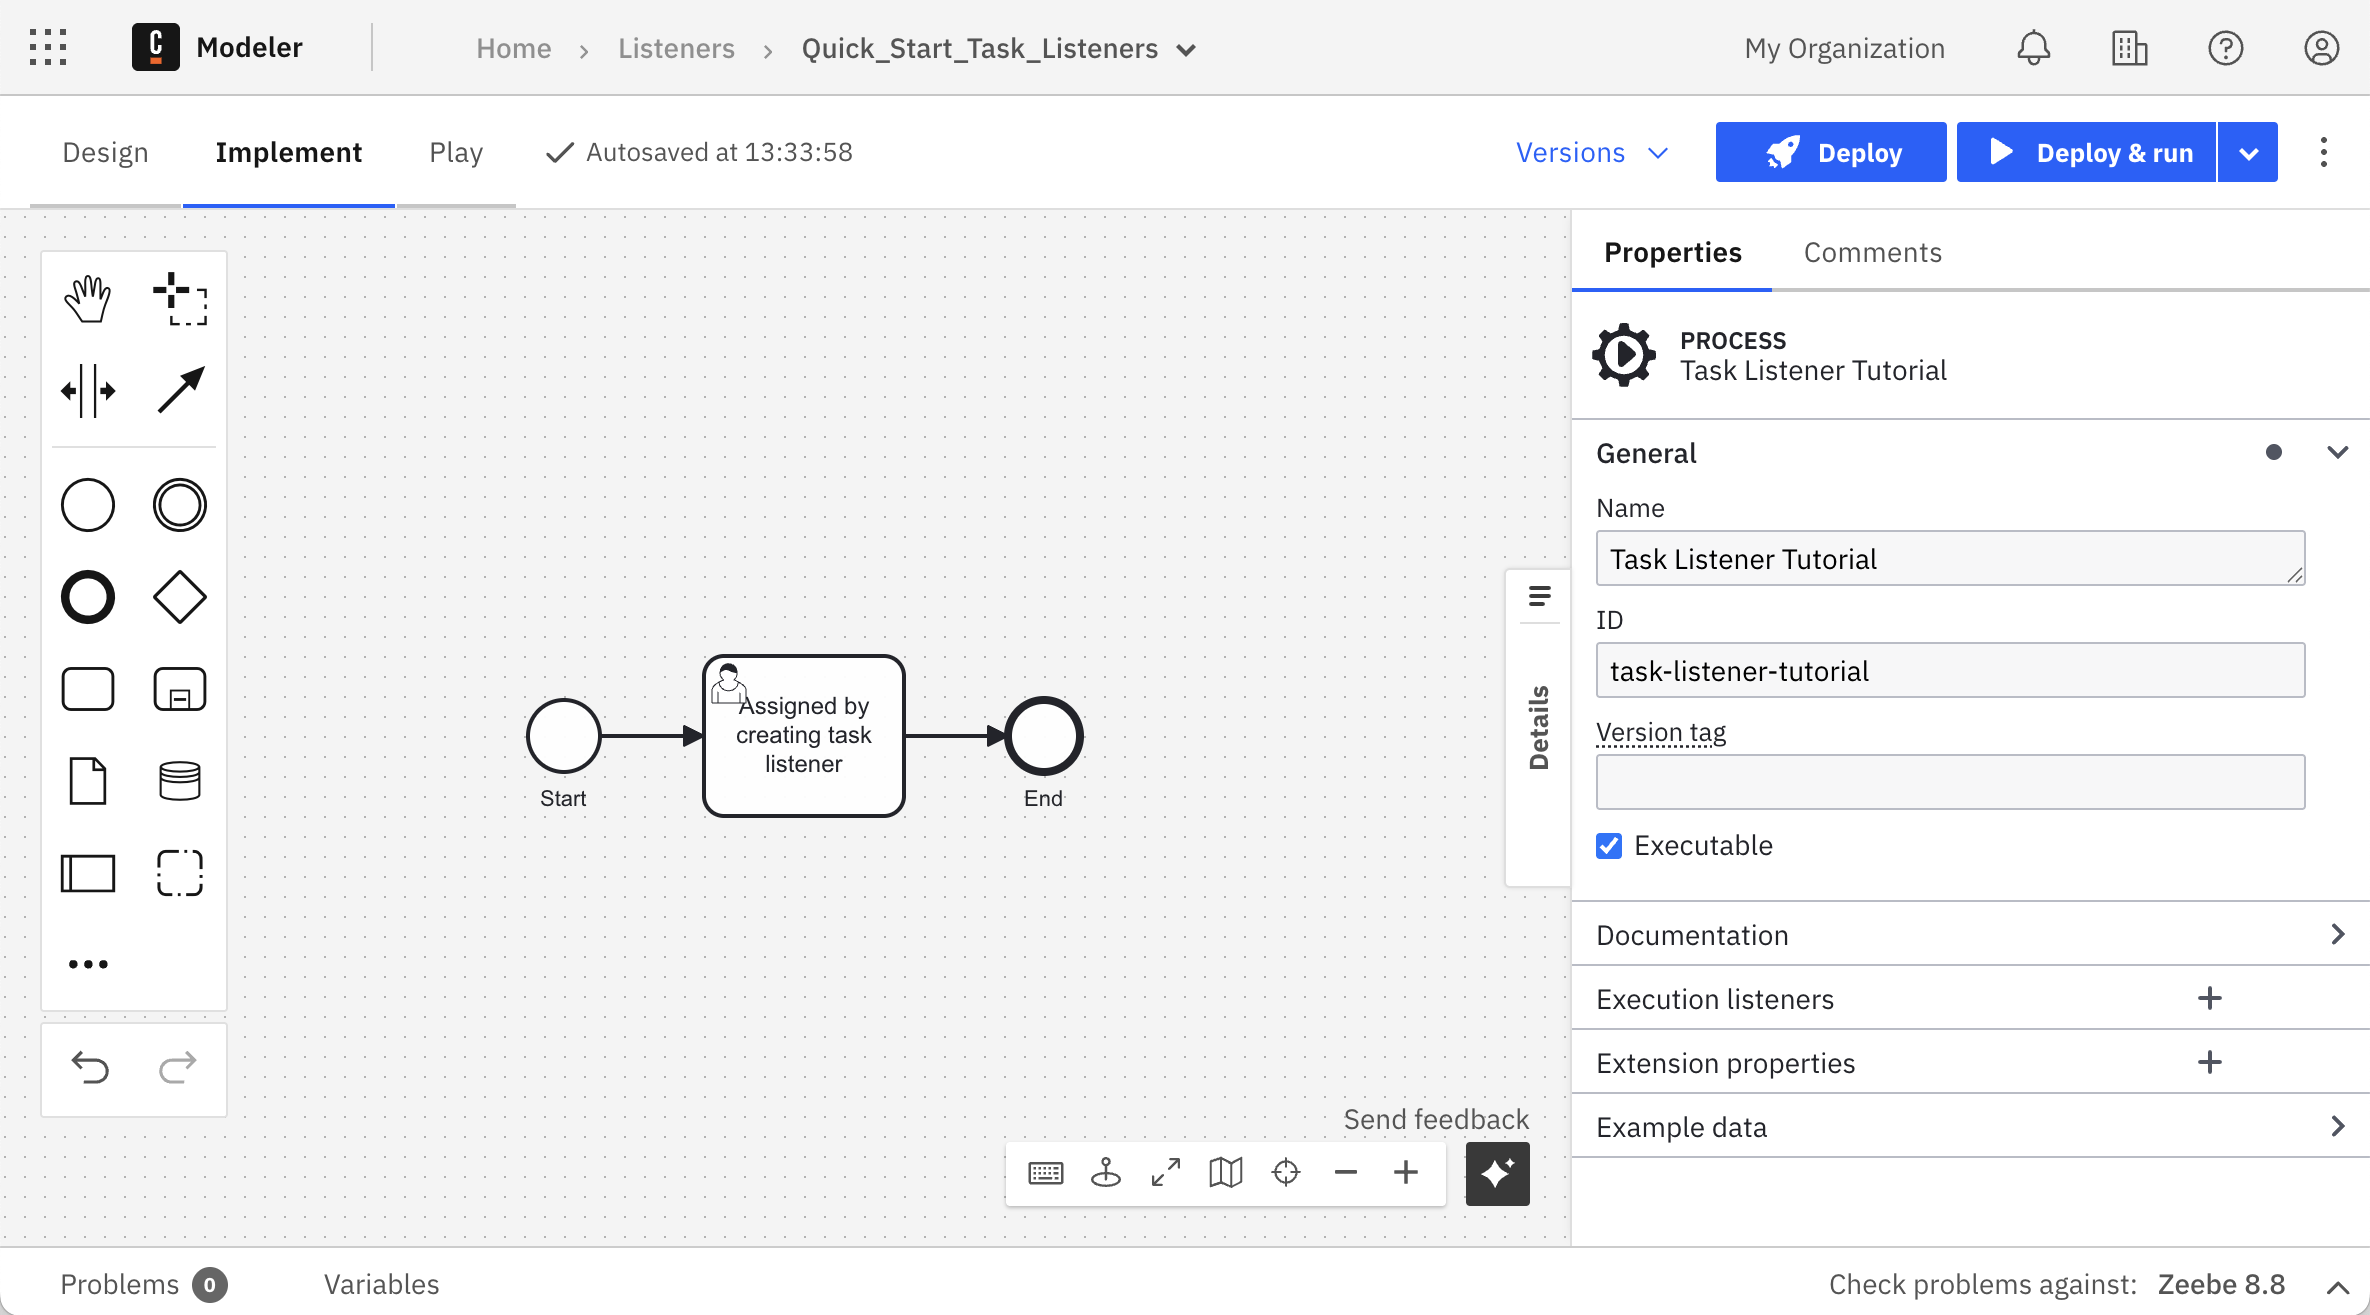 C Modeler Home > Listeners > Quick_Start_Task_Listeners My Organization
Design Implement Play Autosaved at 13:33:58 Versions Deploy Deploy & run
Properties Comments
PROCESS
Task Listener Tutorial
General
Name
Task Listener Tutorial
ID
task-listener-tutorial
Version tag
Executable
Documentation
Execution listeners
Extension properties
Example data
Details
Assigned by
creating task
listener
Start
End
Send feedback
Problems 0 Variables Check problems against: Zeebe 8.8